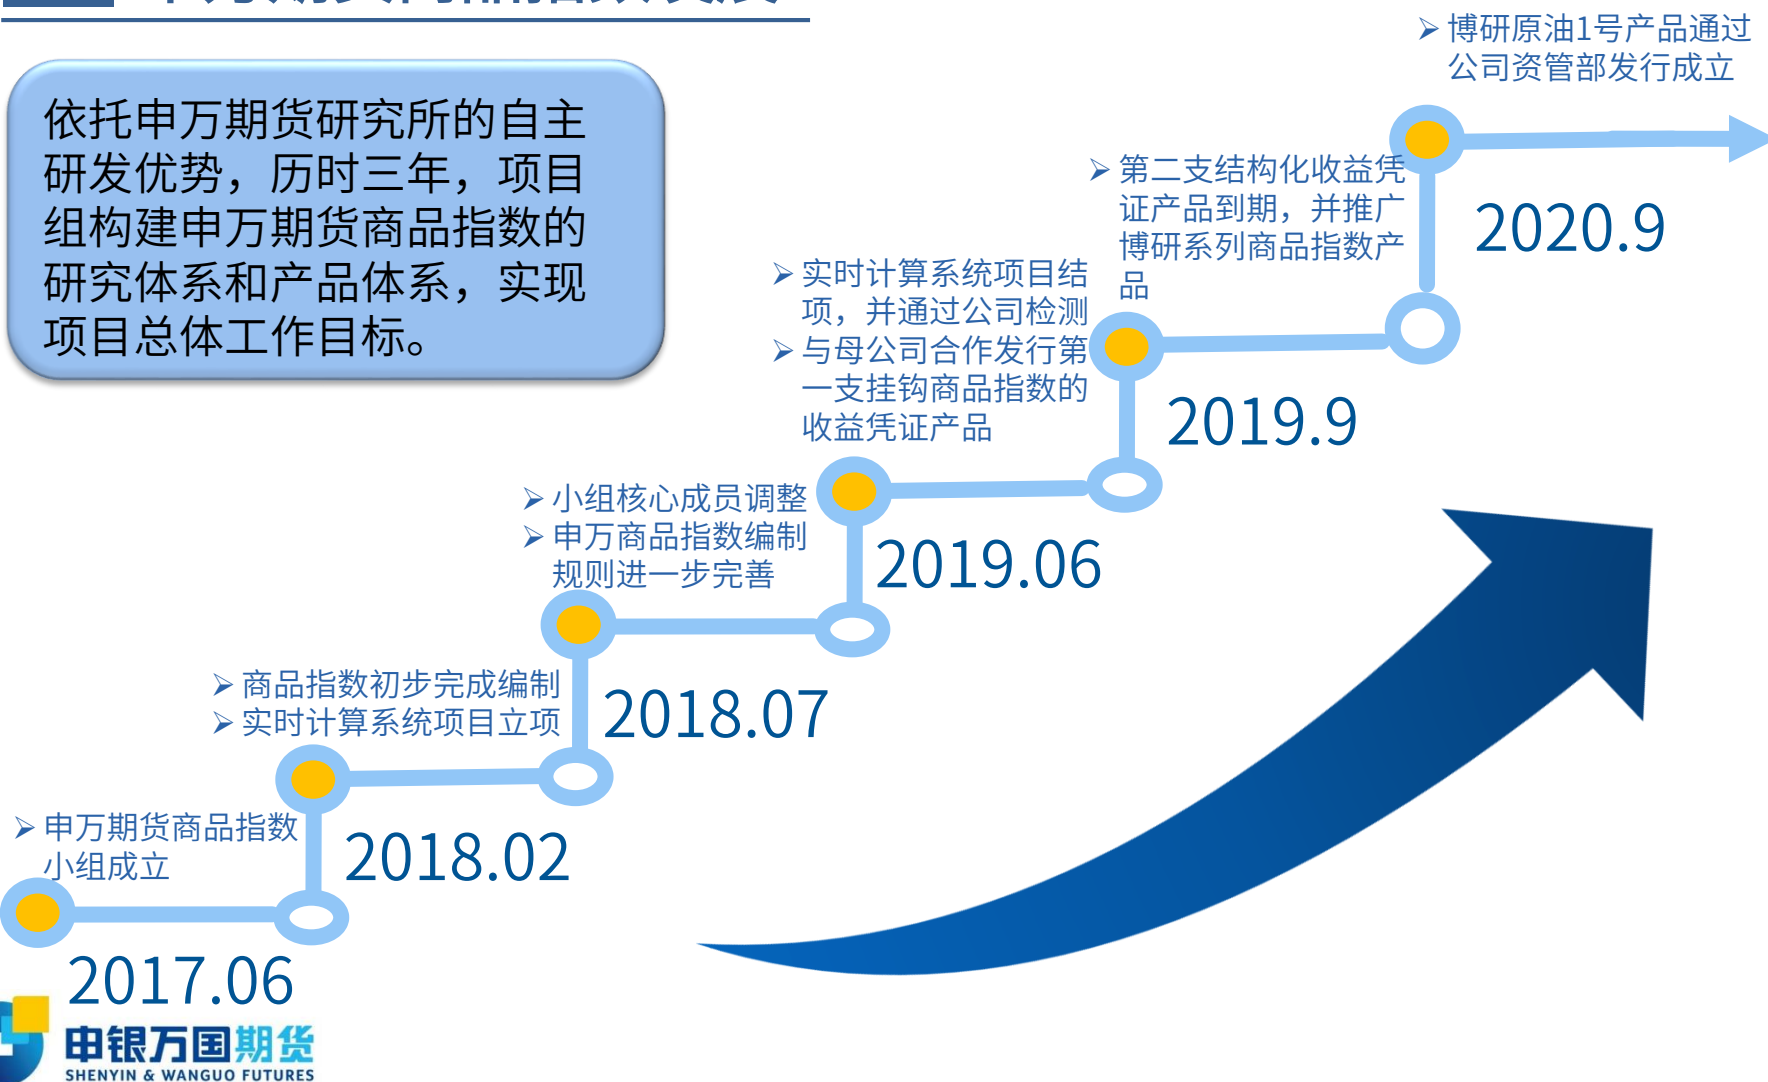 依托申万期货研究所的自主
研发优势，历时三年，项目
组构建申万期货商品指数的
研究体系和产品体系，实现
项目总体工作目标。
➢ 博研原油1号产品通过
公司资管部发行成立
2020.9
➢ 第二支结构化收益凭
证产品到期，并推广
博研系列商品指数产
品
2019.9
➢ 实时计算系统项目结
项，并通过公司检测
➢ 与母公司合作发行第
一支挂钩商品指数的
收益凭证产品
2019.06
➢ 小组核心成员调整
➢ 申万商品指数编制
规则进一步完善
2018.07
➢ 商品指数初步完成编制
➢ 实时计算系统项目立项
2018.02
➢ 申万期货商品指数
小组成立
2017.06
申银万国期货
SHENYIN & WANGUO FUTURES